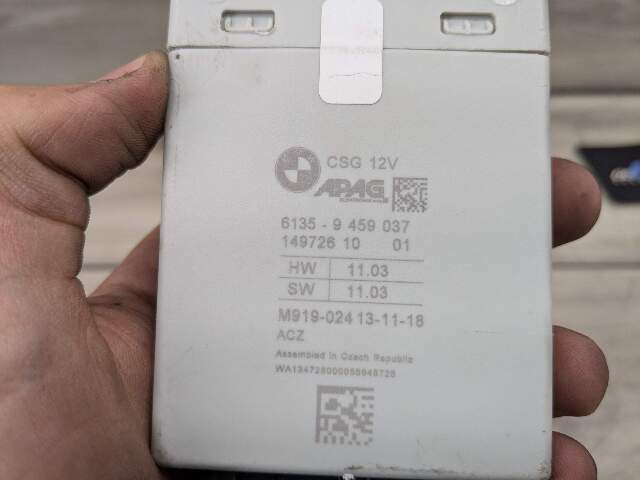 CSG 12V
APAG
6135 - 9 459 037
149726 10 01
HW 11.03
SW 11.03
M919-024 13-11-18
ACZ
Assembled in Czech Republic